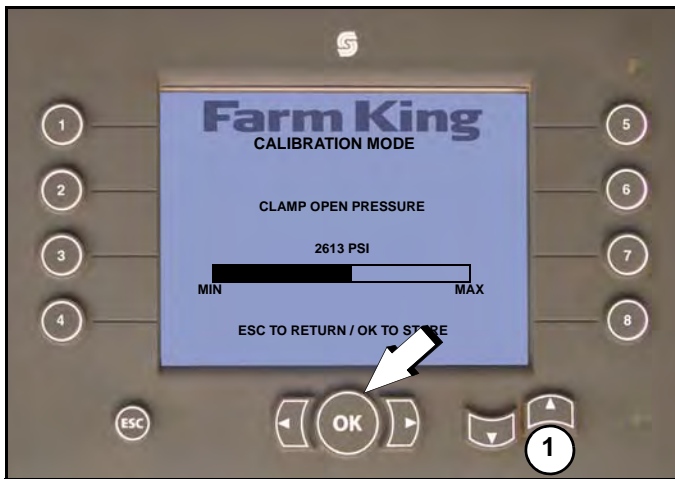 Farm King
CALIBRATION MODE
1
5
2
6
CLAMP OPEN PRESSURE
2613 PSI
3
7
MIN MAX
4
8
ESC TO RETURN / OK TO STORE
ESC
OK
1